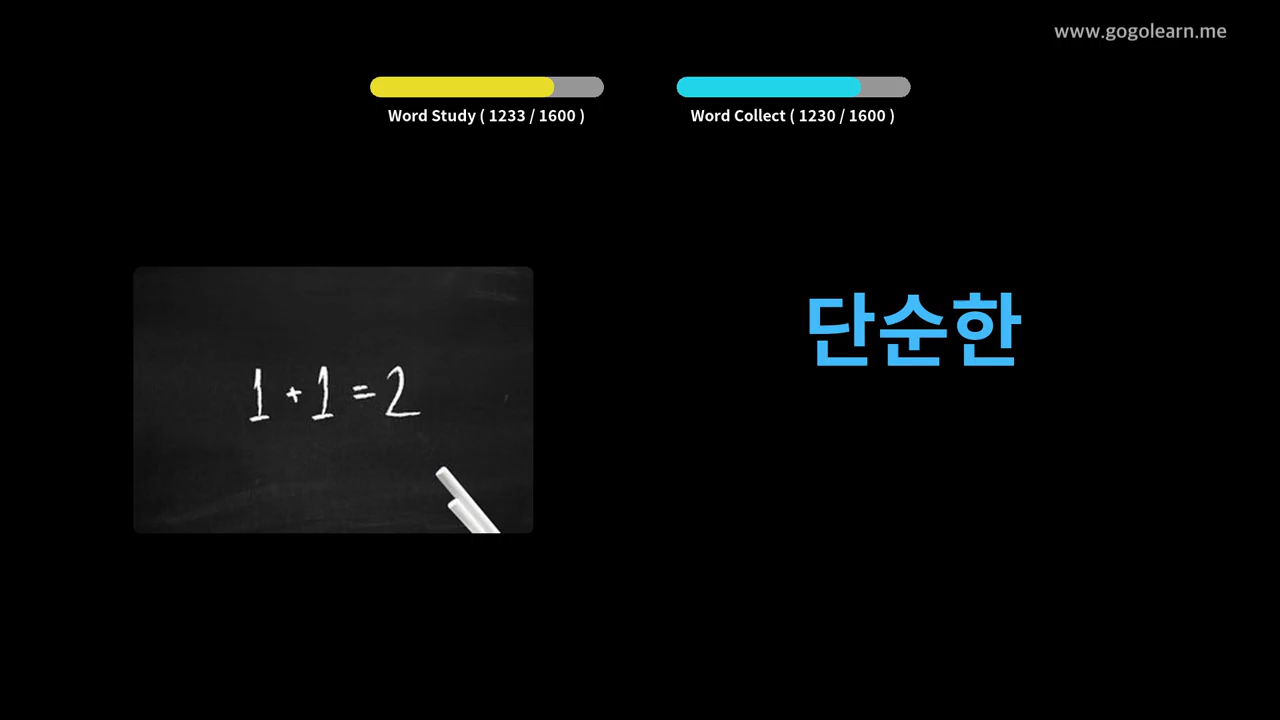 www.gogolearn.me
Word Study ( 1233 / 1600 )
Word Collect ( 1230 / 1600 )
1 + 1 = 2
단순한